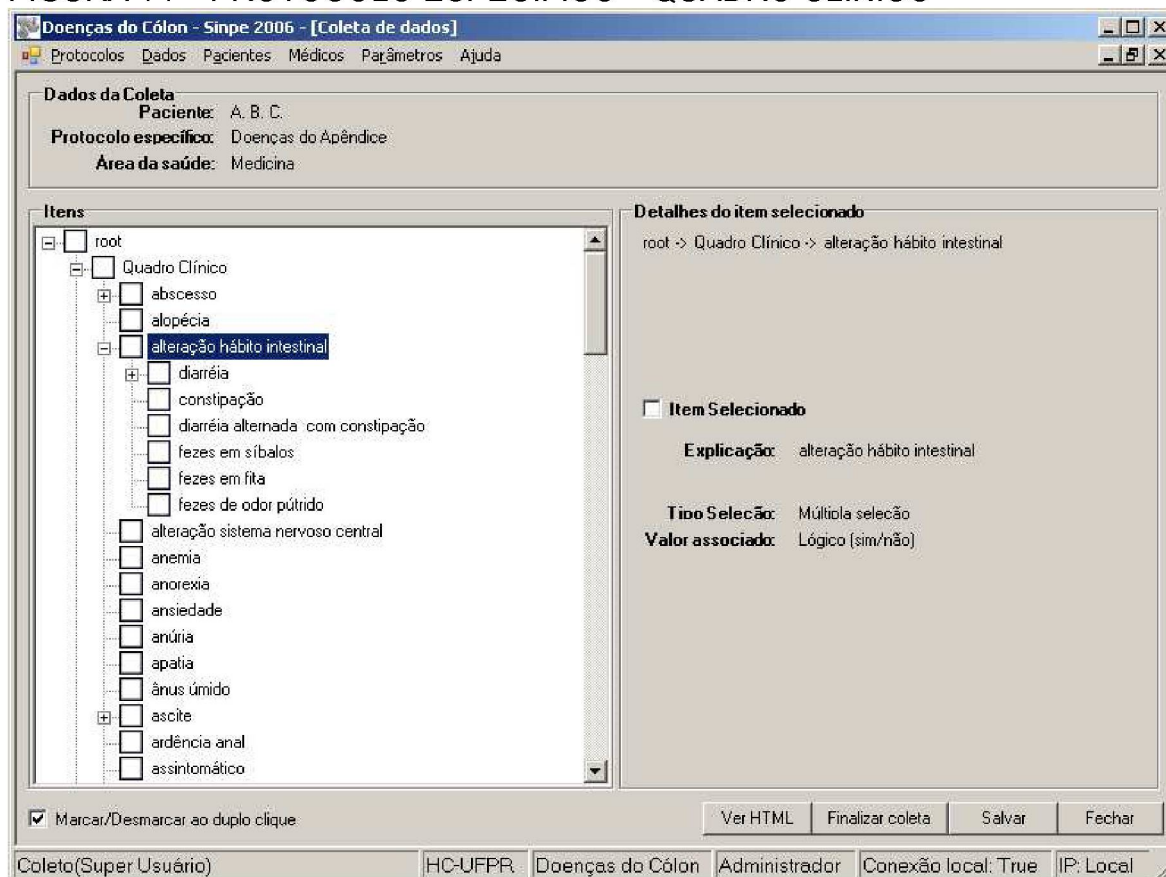 Doenças do Cólon - Sinpe 2006 - [Coleta de dados]
Protocolos Dados Pacientes Médicos Parâmetros Ajuda
Dados da Coleta
Paciente: A. B. C.
Protocolo específico: Doenças do Apêndice
Área da saúde: Medicina
Itens
root
Quadro Clínico
abscesso
alopécia
alteração hábito intestinal
diarréia
constipação
diarréia alternada com constipação
fezes em síbalos
fezes em fita
fezes de odor pútrido
alteração sistema nervoso central
anemia
anorexia
ansiedade
anúria
apatia
ânus úmido
ascite
ardência anal
assintomático
Detalhes do item selecionado
root -> Quadro Clínico -> alteração hábito intestinal
Item Selecionado
Explicação: alteração hábito intestinal
Tipo Seleção: Múltipla seleção
Valor associado: Lógico (sim/não)
Marcar/Desmarcar ao duplo clique
Ver HTML Finalizar coleta Salvar Fechar
Coleto(Super Usuário) HC-UFPR Doenças do Cólon Administrador Conexão local: True IP: Local